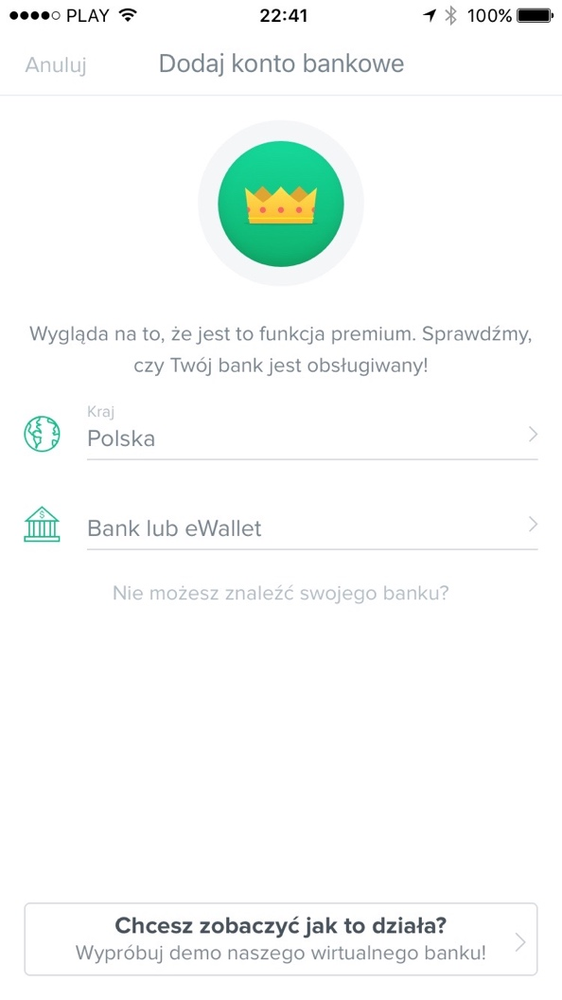 PLAY 22:41 100%
Anuluj Dodaj konto bankowe
Wygląda na to, że jest to funkcja premium. Sprawdźmy,
czy Twój bank jest obsługiwany!
Kraj
Polska
$
Bank lub eWallet
Nie możesz znaleźć swojego banku?
Chcesz zobaczyć jak to działa?
Wypróbuj demo naszego wirtualnego banku!